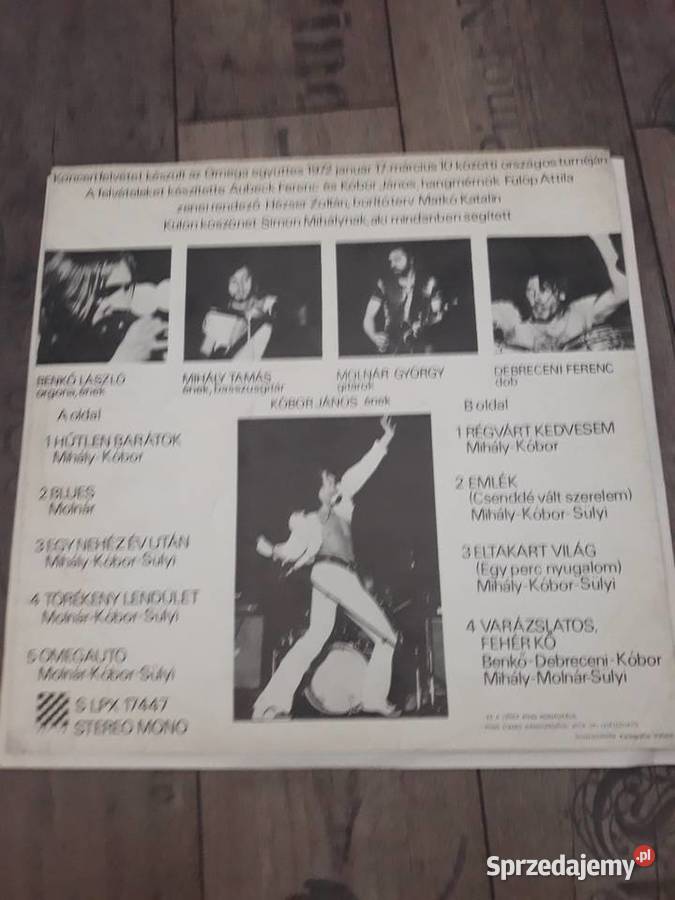 Koncertfelvétel készült az Omega együttes 1972 január 17 március 10 közötti országos turnéján
A felvételeket készítette Aubeck Ferenc és Kóbor János, hangmérnök Fülöp Attila
zenei rendező Hézser Zoltán, borítóterv Matkó Katalin
Külön köszönet Simon Mihálynak, aki mindenben segített
BENKŐ LÁSZLÓ
orgona, ének
MIHÁLY TAMÁS
ének, basszusgitár
MOLNÁR GYÖRGY
gitárok
DEBRECENI FERENC
dob
KÓBOR JÁNOS ének
A oldal
1 HŰTLEN BARÁTOK
Mihály-Kóbor
2 BLUES
Molnár
3 EGY NEHÉZ ÉV UTÁN
Mihály-Kóbor-Sülyi
4 TÖRÉKENY LENDÜLET
Molnár-Kóbor-Sülyi
5 OMEGAUTÓ
Molnár-Kóbor-Sülyi
SLPX 17447
STEREO MONO
B oldal
1 RÉGVÁRT KEDVESEM
Mihály-Kóbor
2 EMLÉK
(Csenddé vált szerelem)
Mihály-Kóbor-Sülyi
3 ELTAKART VILÁG
(Egy perc nyugalom)
Mihály-Kóbor-Sülyi
4 VARÁZSLATOS,
FEHÉR KŐ
Benkő-Debreceni-Kóbor
Mihály-Molnár-Sülyi
Sprzedajemy.pl